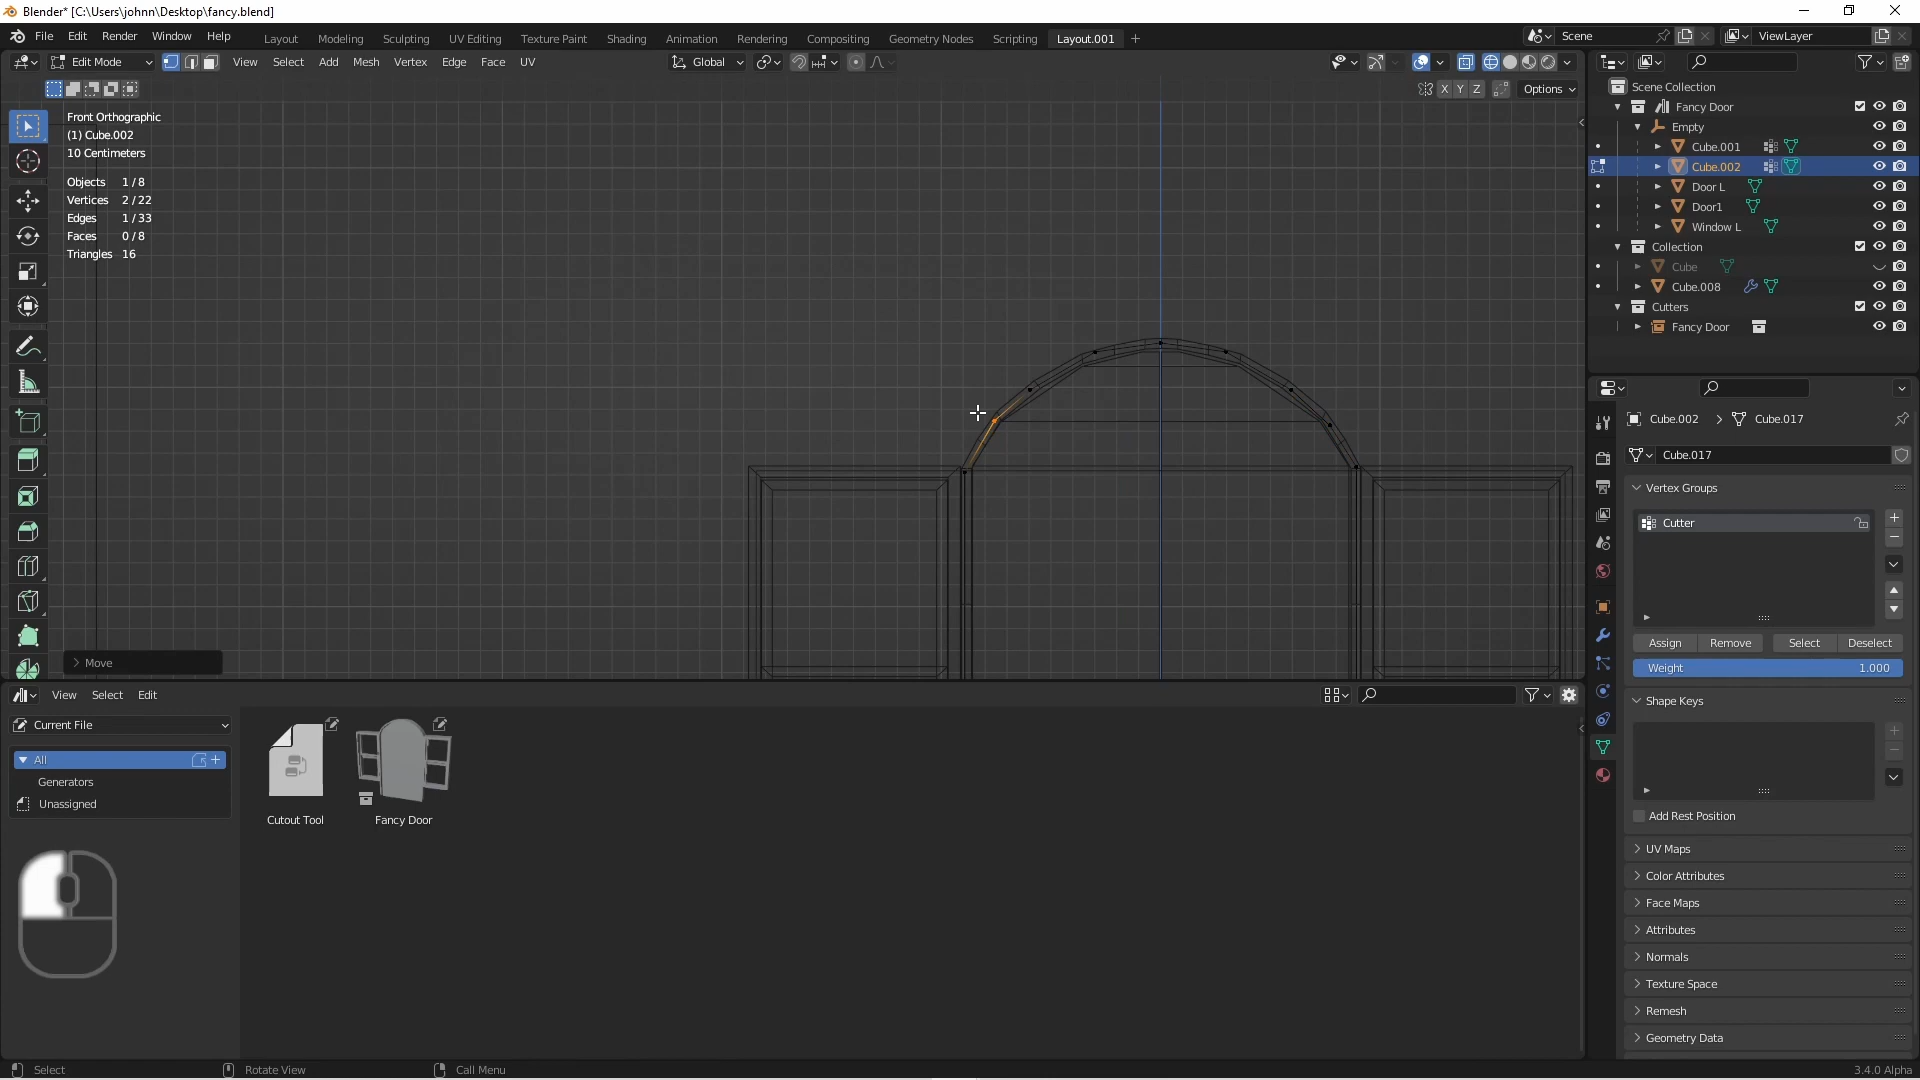 Blender* [C:\Users\johnn\Desktop\fancy.blend]
File Edit Render Window Help Layout Modeling Sculpting UV Editing Texture Paint Shading Animation Rendering Compositing Geometry Nodes Scripting Layout.001 + Scene ViewLayer
Edit Mode View Select Add Mesh Vertex Edge Face UV Global
X Y Z Options
Front Orthographic
(1) Cube.002
10 Centimeters
Objects 1/8
Vertices 2/22
Edges 1/33
Faces 0/8
Triangles 16
Move
Scene Collection
Fancy Door
Empty
Cube.001
Cube.002
Door L
Door1
Window L
Collection
Cube
Cube.008
Cutters
Fancy Door
Cube.002 > Cube.017
Cube.017
Vertex Groups
Cutter
Assign Remove Select Deselect
Weight 1.000
Shape Keys
Add Rest Position
UV Maps
Color Attributes
Face Maps
Attributes
Normals
Texture Space
Remesh
Geometry Data
View Select Edit
Current File
All
Generators
Unassigned
Cutout Tool Fancy Door
Select Rotate View Call Menu 3.4.0 Alpha